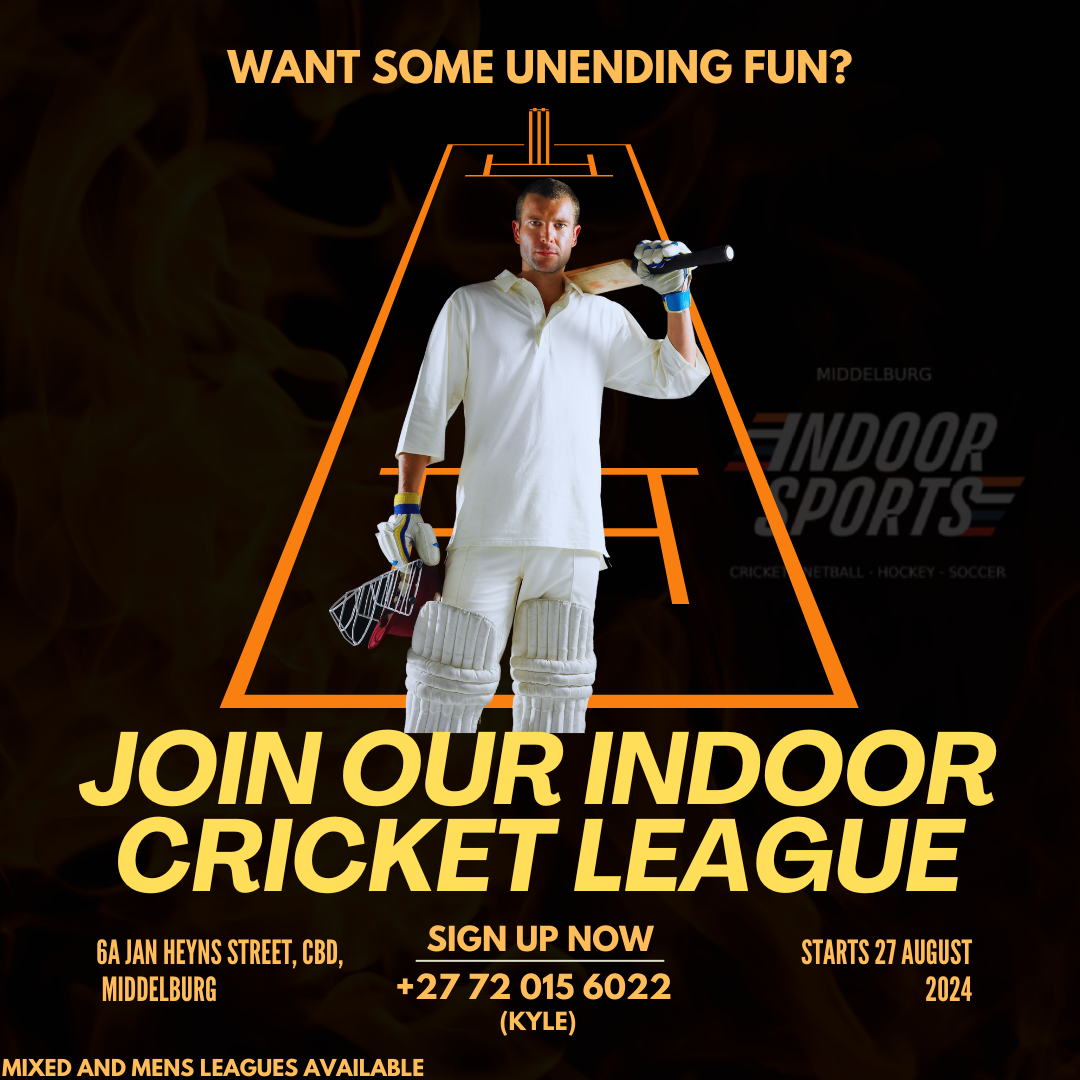 WANT SOME UNENDING FUN?
MIDDELBURG
INDOOR
SPORTS
CRICKET - NETBALL - HOCKEY - SOCCER
JOIN OUR INDOOR
CRICKET LEAGUE
6A JAN HEYNS STREET, CBD,
MIDDELBURG
SIGN UP NOW
+27 72 015 6022
(KYLE)
STARTS 27 AUGUST
2024
MIXED AND MENS LEAGUES AVAILABLE